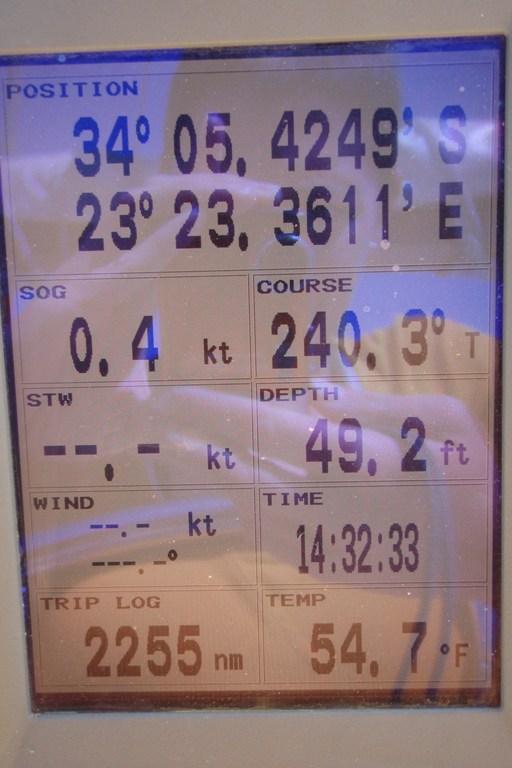 POSITION
34° 05. 4249' S
23° 23. 3611' E
SOG
0. 4 kt
COURSE
240. 3° T
STW
--. - kt
DEPTH
49. 2 ft
WIND
--.- kt
---.-°
TIME
14:32:33
TRIP LOG
2255 nm
TEMP
54. 7 °F